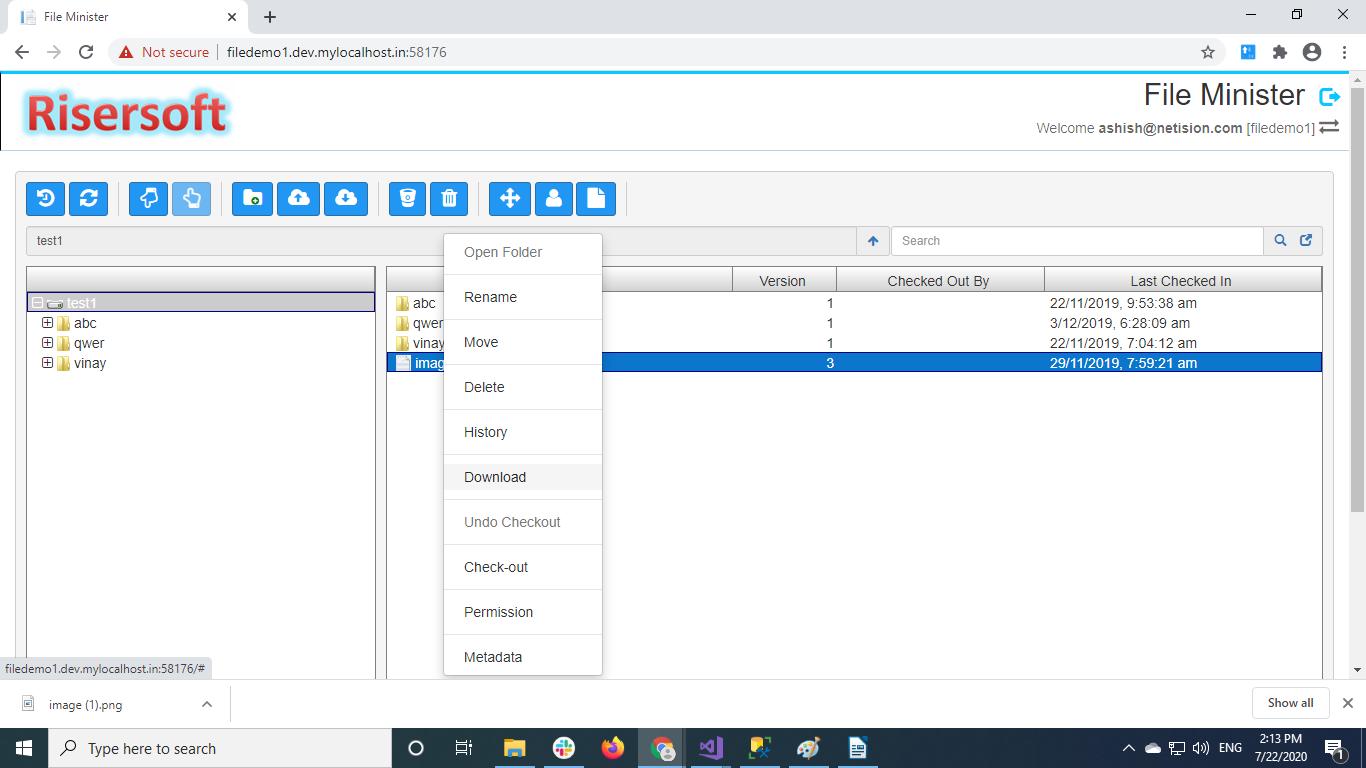 File Minister
Not secure
filedemo1.dev.mylocalhost.in:58176
Risersoft
File Minister
Welcome ashish@netision.com [filedemo1]
test1
Search
Version
Checked Out By
Last Checked In
test1
abc
qwer
vinay
abc 1 22/11/2019, 9:53:38 am
qwer 1 3/12/2019, 6:28:09 am
vinay 1 22/11/2019, 7:04:12 am
imag 3 29/11/2019, 7:59:21 am
Open Folder
Rename
Move
Delete
History
Download
Undo Checkout
Check-out
Permission
Metadata
filedemo1.dev.mylocalhost.in:58176/#
image (1).png
Show all
Type here to search
ENG
2:13 PM
7/22/2020
1